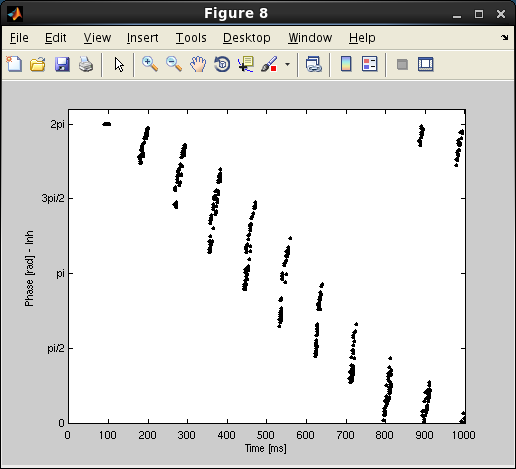 Figure 8
File Edit View Insert Tools Desktop Window Help
2pi
3pi/2
pi
pi/2
0
Phase [rad] - Inh
0 100 200 300 400 500 600 700 800 900 1000
Time [ms]